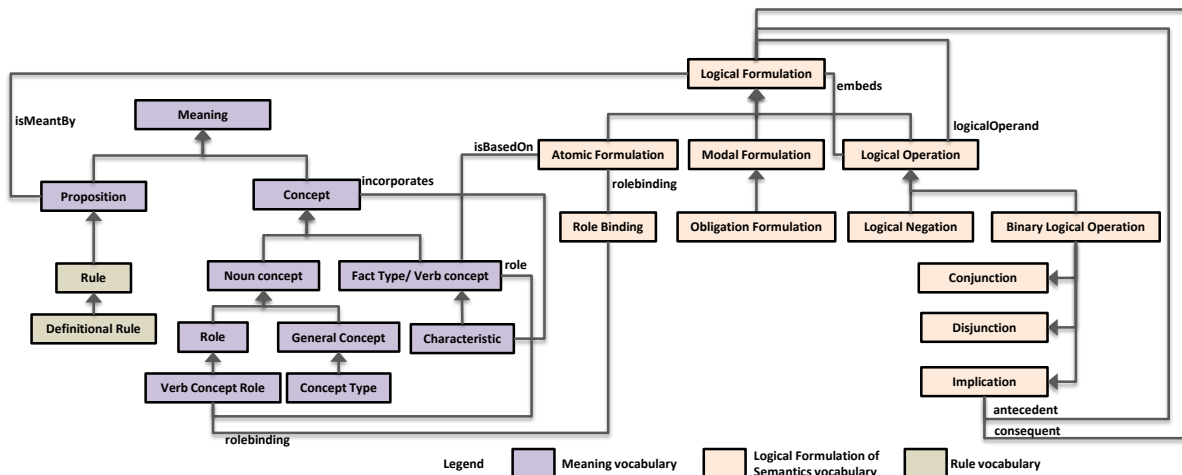 Logical Formulation
embeds
isMeantBy
Meaning
logicalOperand
isBasedOn
Atomic Formulation
Modal Formulation
Logical Operation
Proposition
Concept
incorporates
rolebinding
Role Binding
Obligation Formulation
Logical Negation
Binary Logical Operation
Rule
Noun concept
Fact Type/ Verb concept
role
Conjunction
Definitional Rule
Role
General Concept
Characteristic
Disjunction
Verb Concept Role
Concept Type
Implication
antecedent
consequent
rolebinding
Legend
Meaning vocabulary
Logical Formulation of
Semantics vocabulary
Rule vocabulary